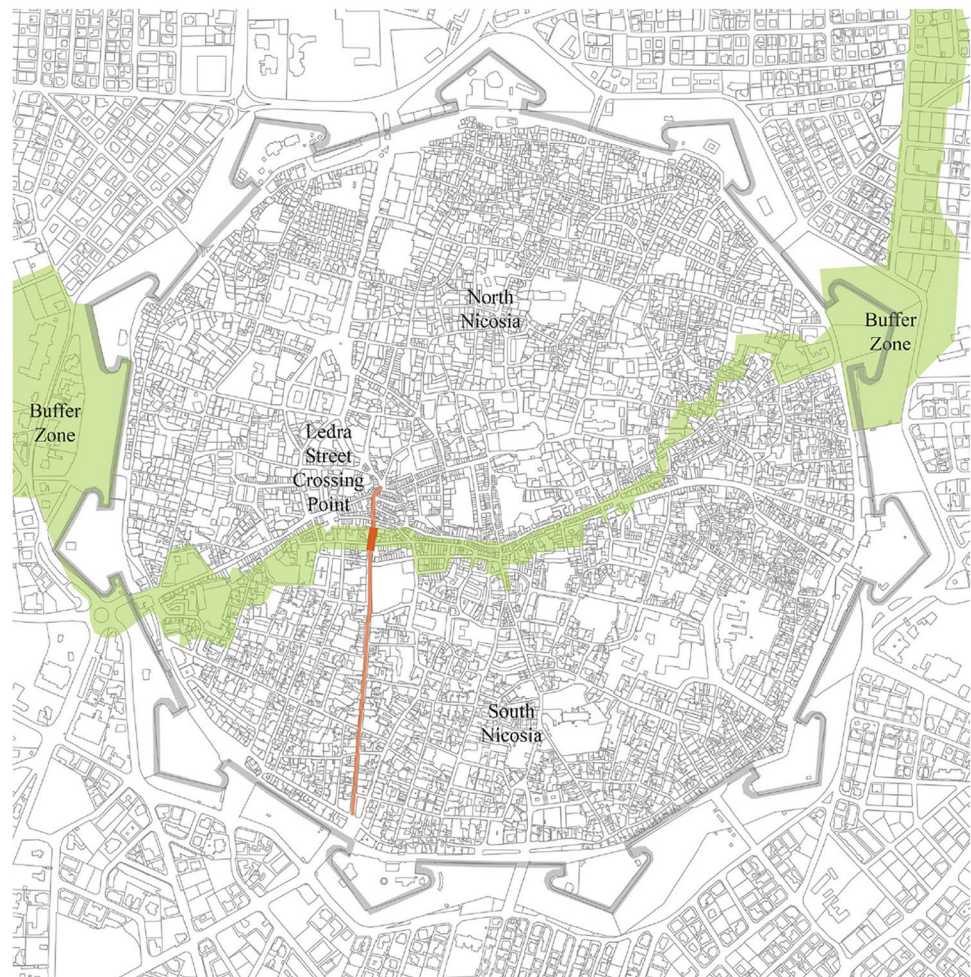 North
Nicosia
Buffer
Zone
Buffer
Zone
Ledra
Street
Crossing
Point
South
Nicosia